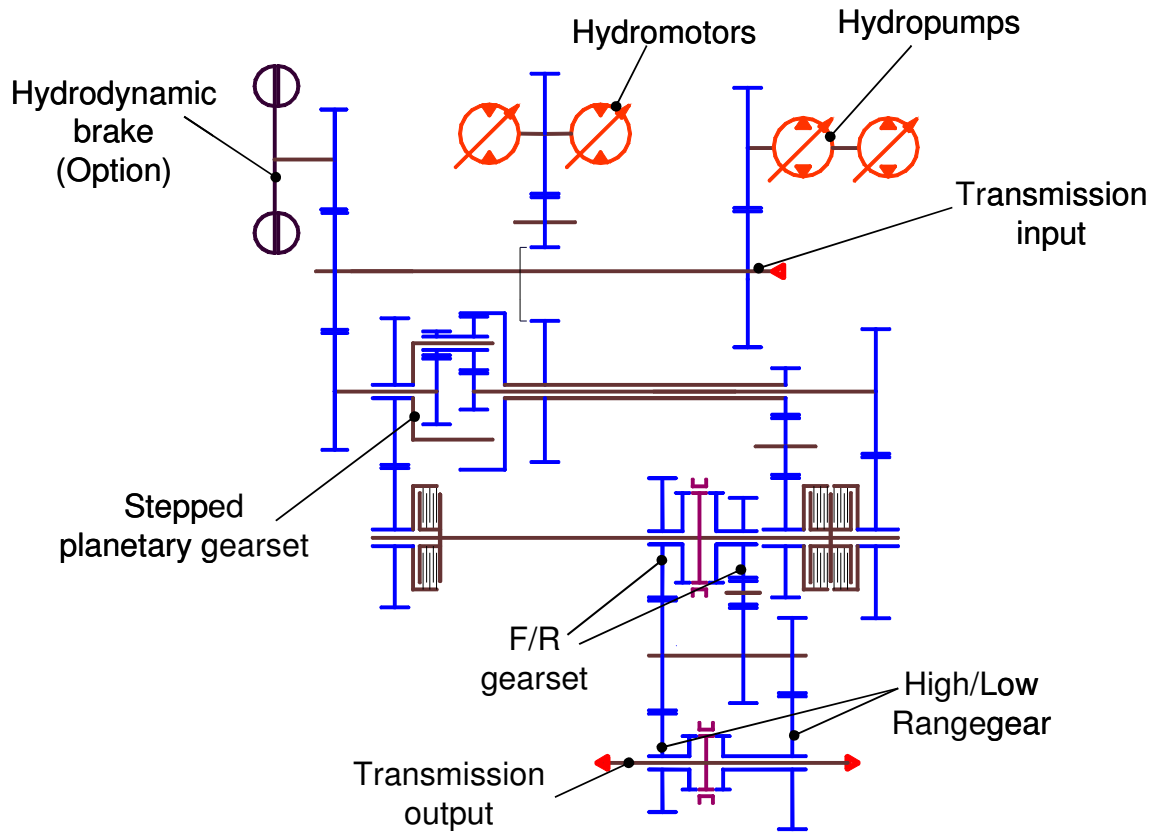 Hydromotors
Hydropumps
Hydrodynamic
brake
(Option)
Transmission
input
Stepped
planetary gearset
F/R
gearset
High/Low
Rangegear
Transmission
output